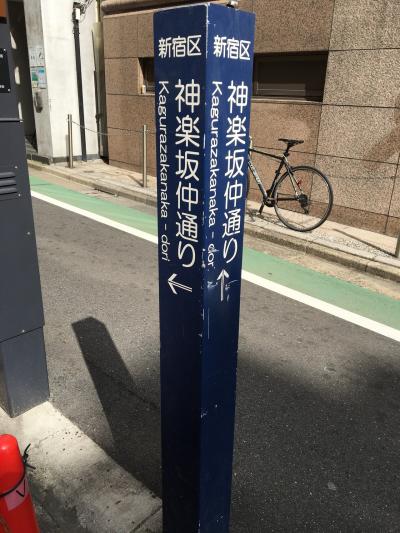 新宿区
神楽坂仲通り
Kagurazakanaka - dori
←
新宿区
神楽坂仲通り
Kagurazakanaka - dor
↑